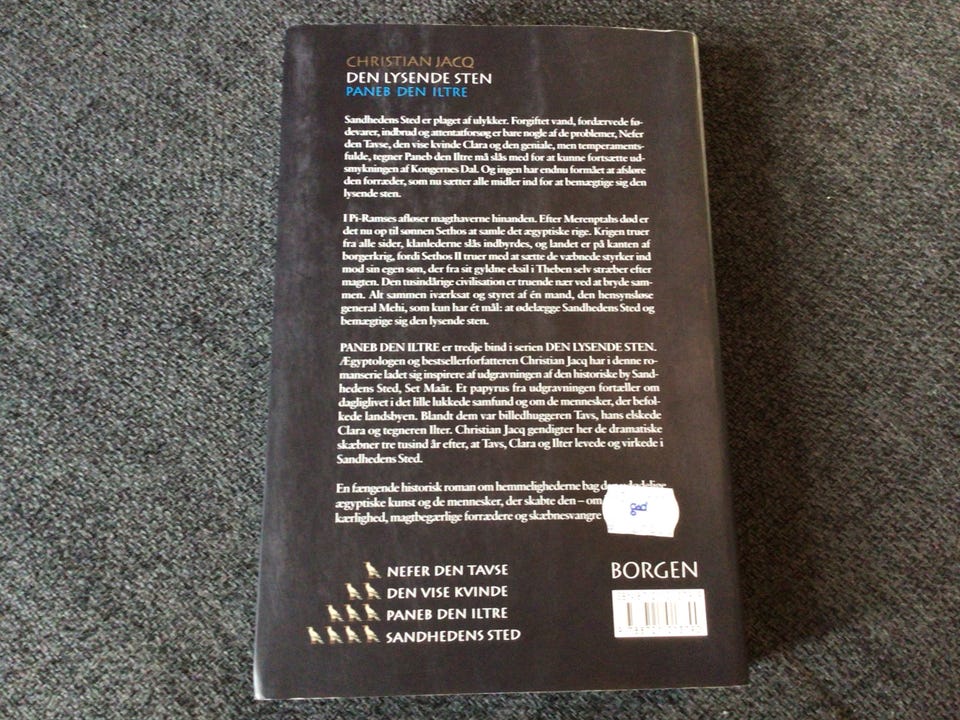 CHRISTIAN JACQ
DEN LYSENDE STEN
PANEB DEN ILTRE
Sandhedens Sted er plaget af ulykker. Forgiftet vand, fordærvede fø-
devarer, indbrud og attentatforsøg er bare nogle af de problemer, Nefer
den Tavse, den vise kvinde Clara og den geniale, men temperaments-
fulde, tegner Paneb den Iltre må slås med for at kunne fortsætte ud-
smykningen af Kongernes Dal. Og ingen har endnu formået at afsløre
den forræder, som nu sætter alle midler ind for at bemægtige sig den
lysende sten.
I Pi-Ramses afløser magthaverne hinanden. Efter Merenptahs død er
det nu op til sønnen Sethos at samle det ægyptiske rige. Krigen truer
fra alle sider, klanlederne slås indbyrdes, og landet er på kanten af
borgerkrig, fordi Sethos II truer med at sætte de væbnede styrker ind
mod sin egen søn, der fra sit gyldne eksil i Theben selv stræber efter
magten. Den tusindårige civilisation er truende nær ved at bryde sam-
men. Alt sammen iværksat og styret af én mand, den hensynsløse
general Mehi, som kun har ét mål: at ødelægge Sandhedens Sted og
bemægtige sig den lysende sten.
PANEB DEN ILTRE er tredje bind i serien DEN LYSENDE STEN.
Ægyptologen og bestsellerforfatteren Christian Jacq har i denne ro-
manserie ladet sig inspirere af udgravningen af den historiske by Sand-
hedens Sted, Set Maât. Et papyrus fra udgravningen fortæller om
dagliglivet i det lille lukkede samfund og om de mennesker, der befol-
kede landsbyen. Blandt dem var billedhuggeren Tavs, hans elskede
Clara og tegneren Ilter. Christian Jacq gendigter her de dramatiske
skæbner tre tusind år efter, at Tavs, Clara og Ilter levede og virkede i
Sandhedens Sted.
En fængende historisk roman om hemmelighederne bag den
ægyptiske kunst og de mennesker, der skabte den – om
kærlighed, magtbegærlige forrædere og skæbnesvangre
NEFER DEN TAVSE
DEN VISE KVINDE
PANEB DEN ILTRE
SANDHEDENS STED
BORGEN